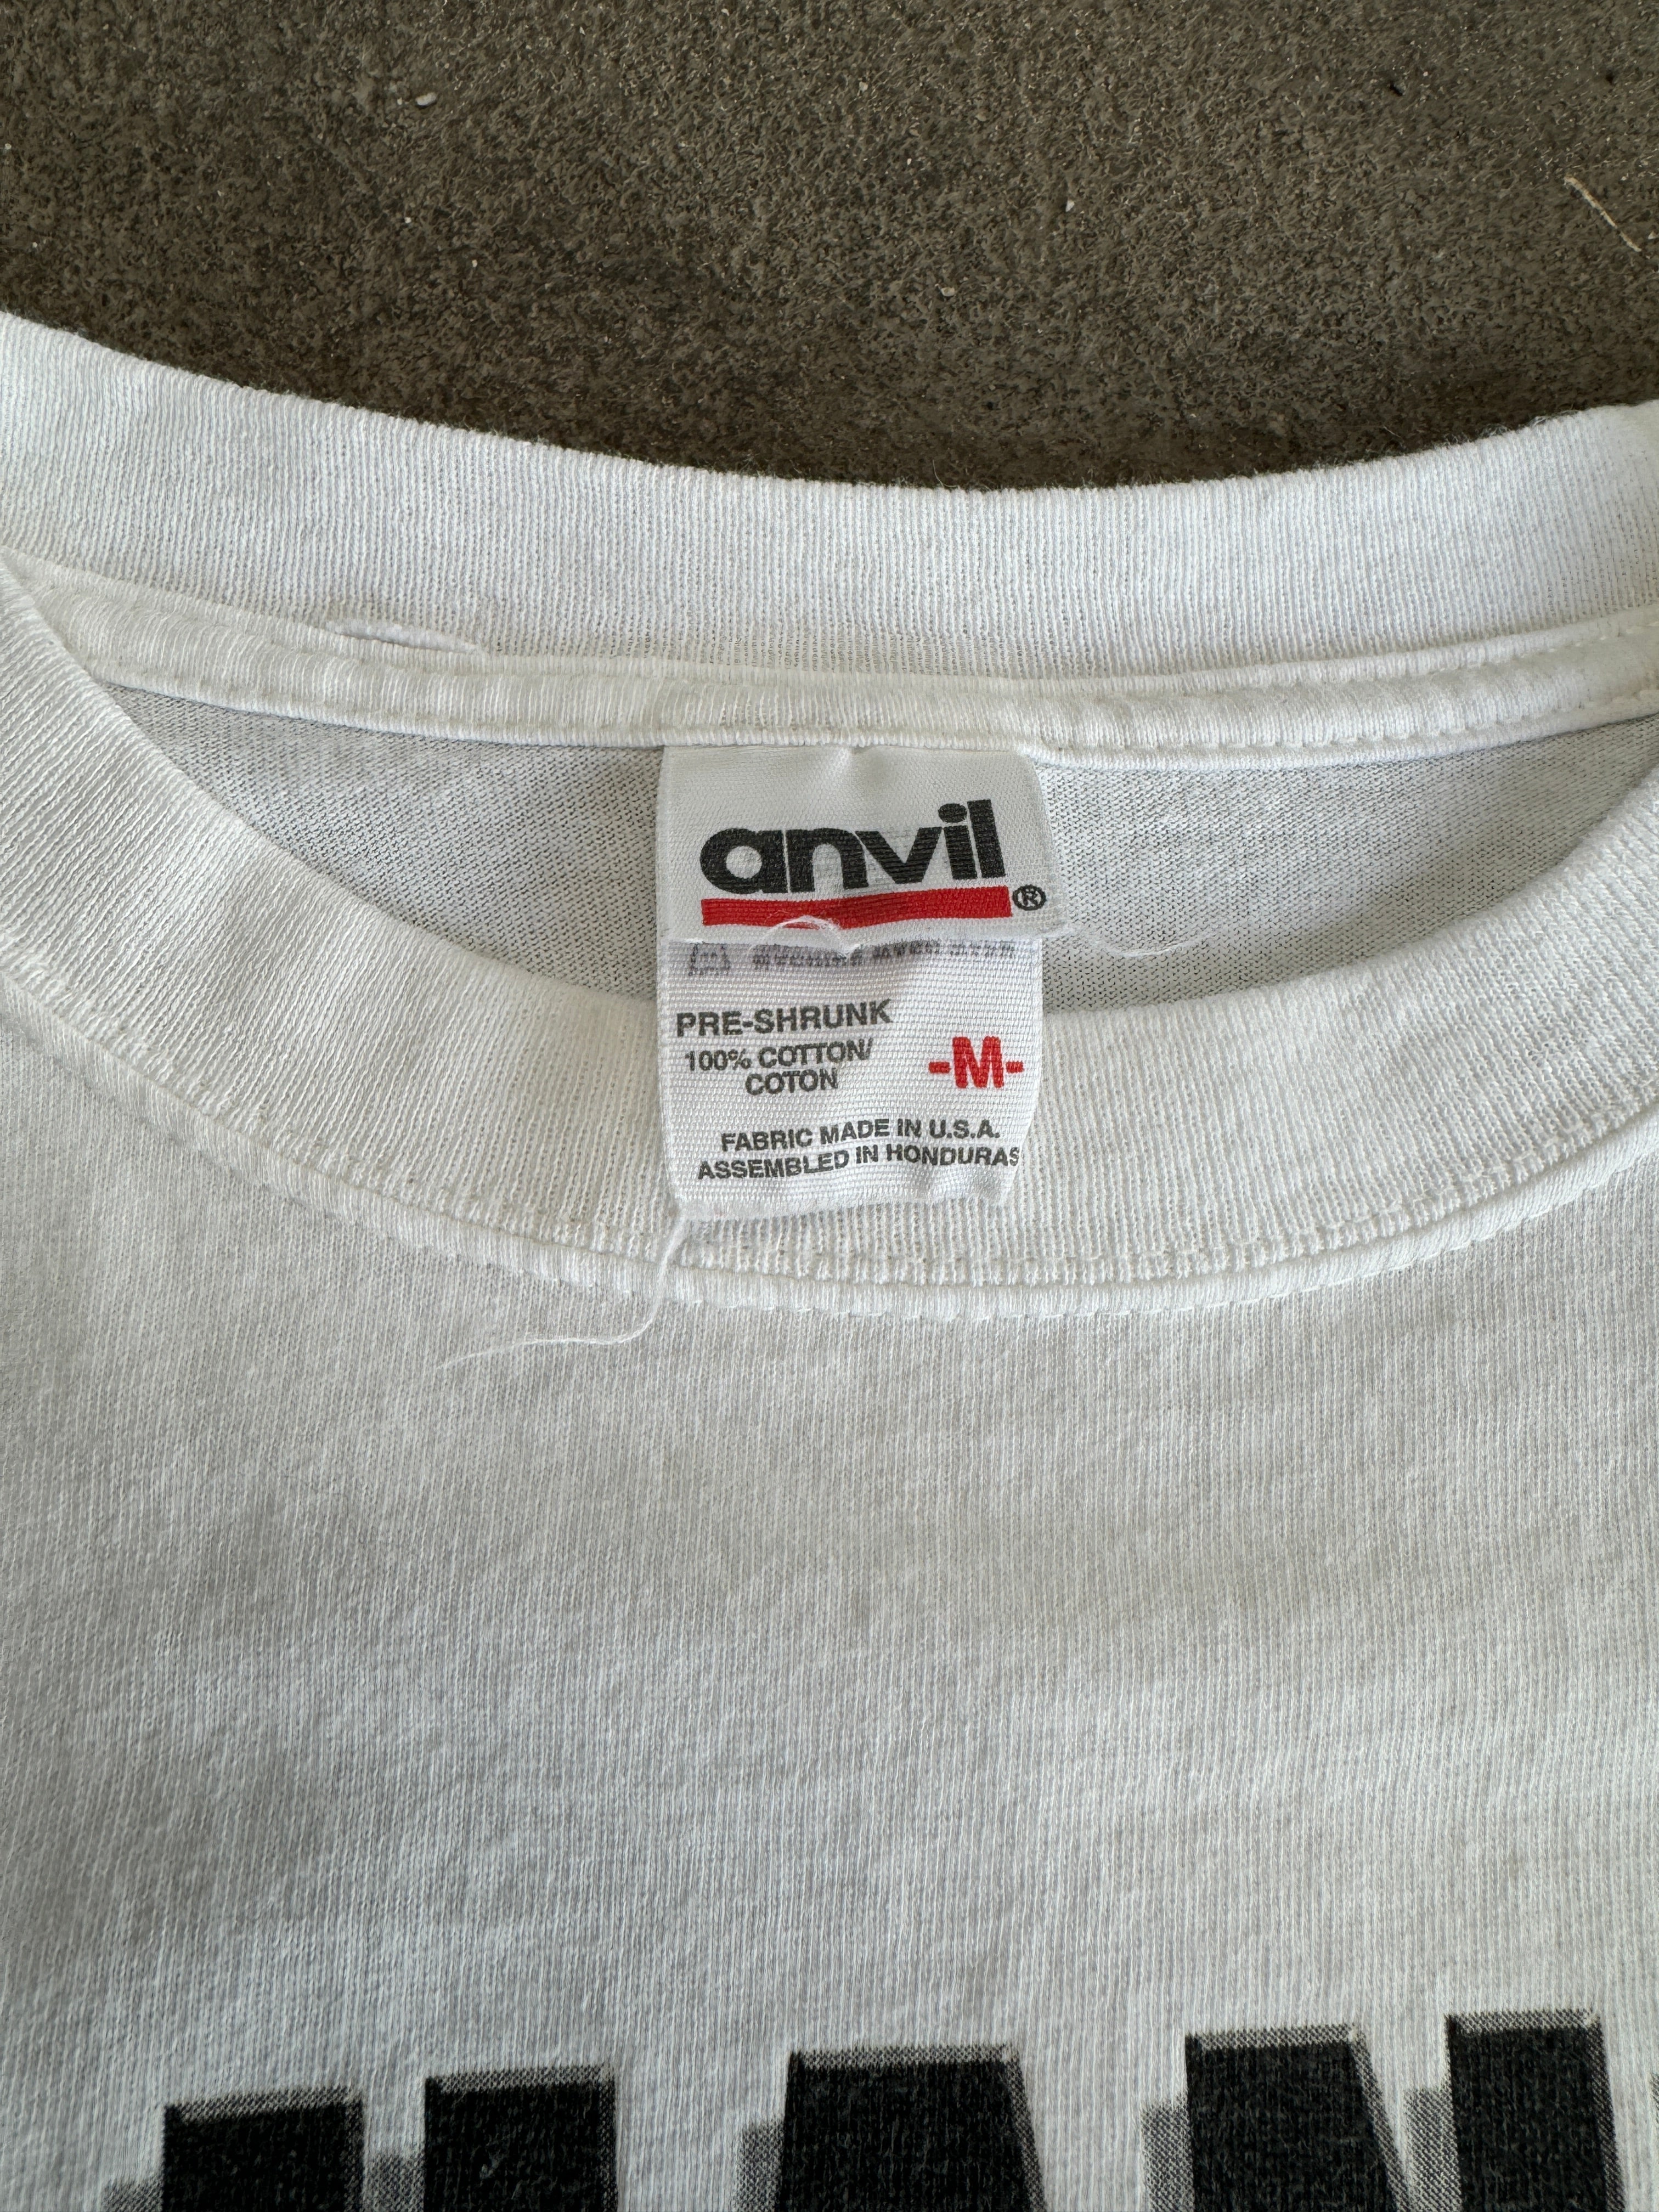 anvil®
PRE-SHRUNK
100% COTTON/
COTON
-M-
FABRIC MADE IN U.S.A.
ASSEMBLED IN HONDURAS